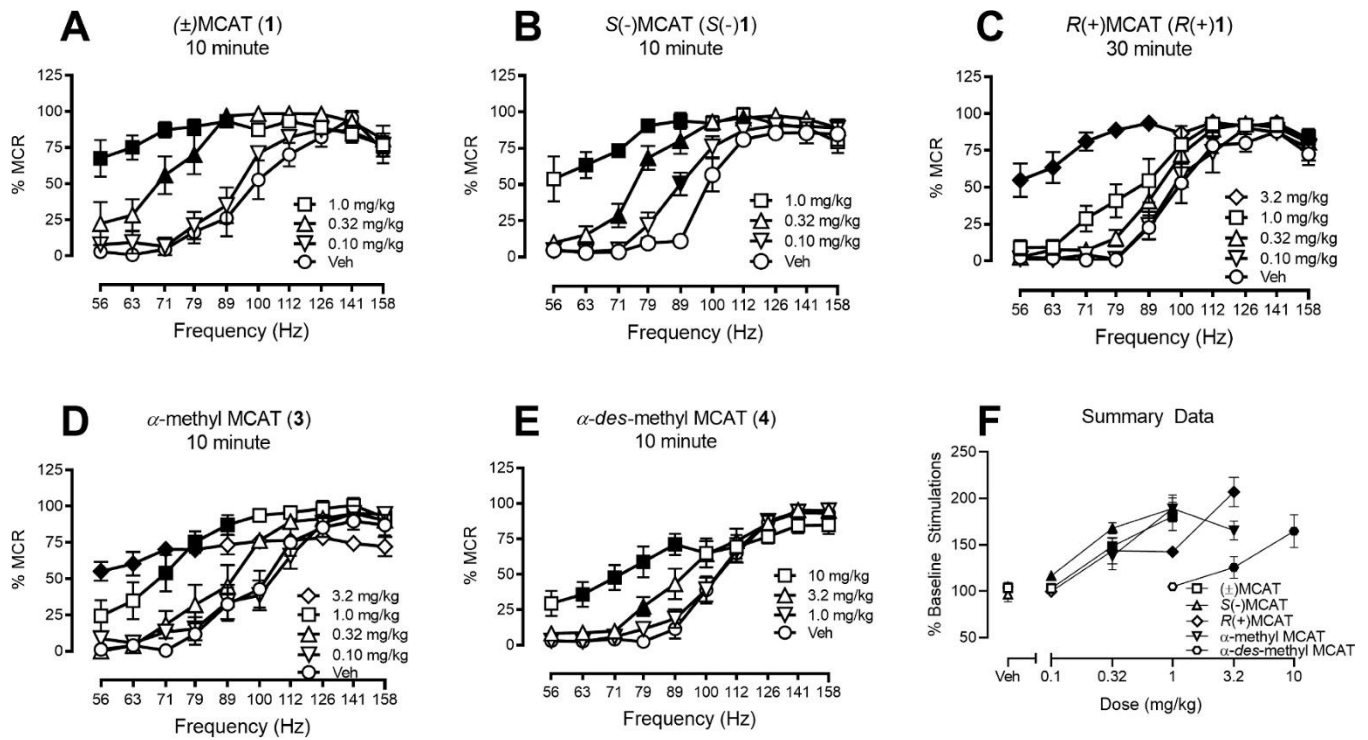 A
(±)MCAT (1)
10 minute
125
100
75
50
25
0
% MCR
1.0 mg/kg
0.32 mg/kg
0.10 mg/kg
Veh
56 63 71 79 89 100 112 126 141 158
Frequency (Hz)
B
S(-)MCAT (S(-)1)
10 minute
125
100
75
50
25
0
% MCR
1.0 mg/kg
0.32 mg/kg
0.10 mg/kg
Veh
56 63 71 79 89 100 112 126 141 158
Frequency (Hz)
C
R(+)MCAT (R(+)1)
30 minute
125
100
75
50
25
0
% MCR
3.2 mg/kg
1.0 mg/kg
0.32 mg/kg
0.10 mg/kg
Veh
56 63 71 79 89 100 112 126 141 158
Frequency (Hz)
D
α-methyl MCAT (3)
10 minute
125
100
75
50
25
0
% MCR
3.2 mg/kg
1.0 mg/kg
0.32 mg/kg
0.10 mg/kg
Veh
56 63 71 79 89 100 112 126 141 158
Frequency (Hz)
E
α-des-methyl MCAT (4)
10 minute
125
100
75
50
25
0
% MCR
10 mg/kg
3.2 mg/kg
1.0 mg/kg
Veh
56 63 71 79 89 100 112 126 141 158
Frequency (Hz)
F
Summary Data
250
200
150
100
50
% Baseline Stimulations
(±)MCAT
S(-)MCAT
R(+)MCAT
α-methyl MCAT
α-des-methyl MCAT
Veh 0.1 0.32 1 3.2 10
Dose (mg/kg)